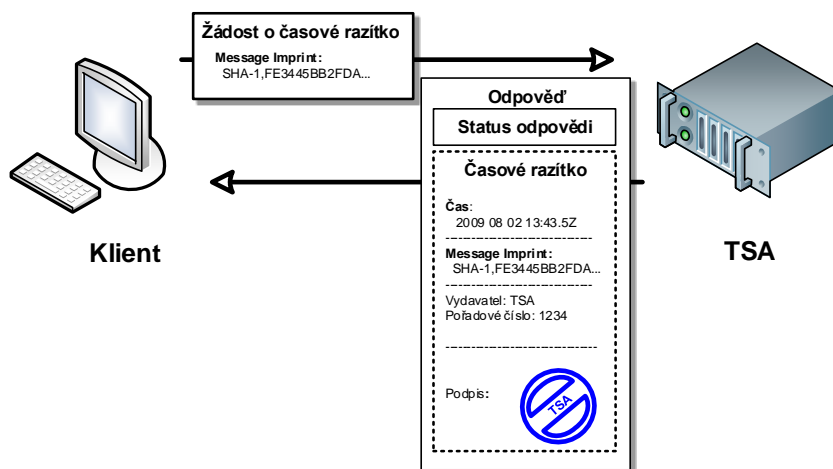 Žádost o časové razítko
Message Imprint:
SHA-1,FE3445BB2FDA...
Odpověď
Status odpovědi
Časové razítko
Čas:
2009 08 02 13:43.5Z
Message Imprint:
SHA-1,FE3445BB2FDA...
Vydavatel: TSA
Pořadové číslo: 1234
Podpis:
TSA
Klient
TSA